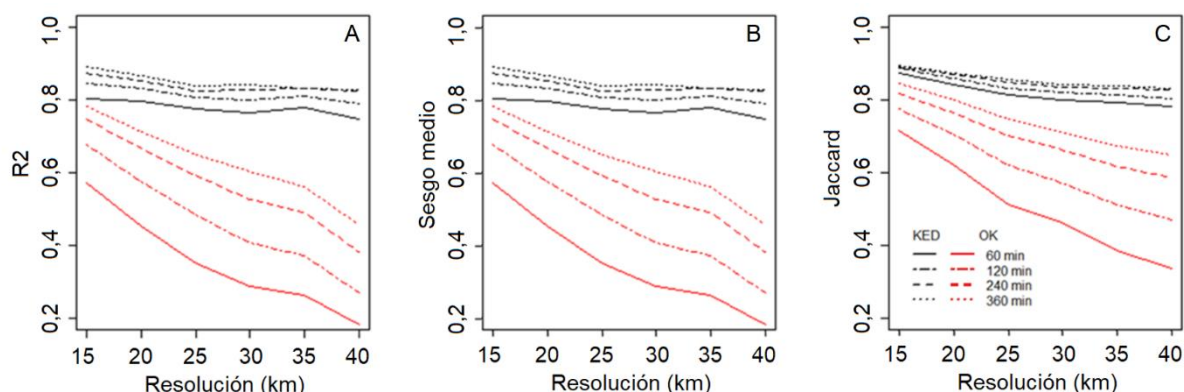 A
R2
1,0
0,8
0,6
0,4
0,2
15 20 25 30 35 40
Resolución (km)
B
Sesgo medio
1,0
0,8
0,6
0,4
0,2
15 20 25 30 35 40
Resolución (km)
C
Jaccard
1,0
0,8
0,6
0,4
0,2
KED OK
60 min
120 min
240 min
360 min
15 20 25 30 35 40
Resolución (km)